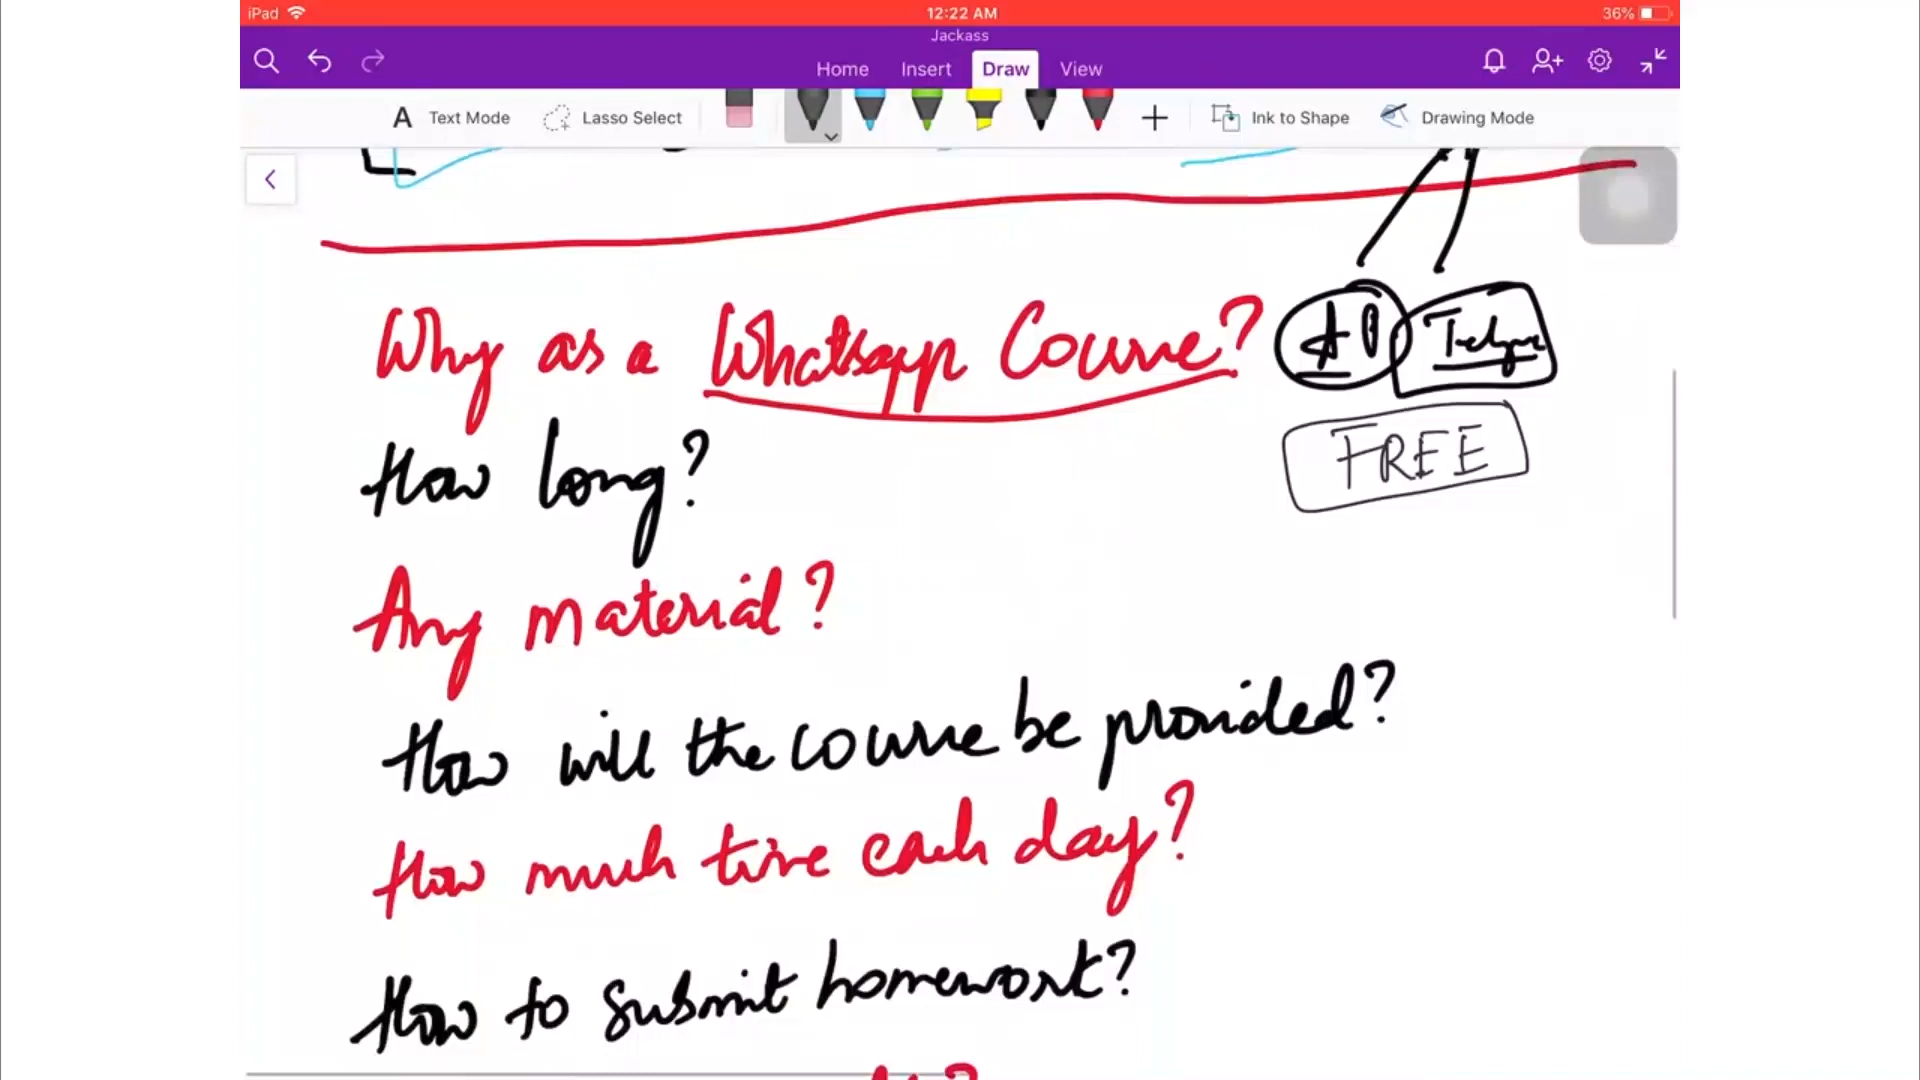 iPad 12:22 AM 36%
Jackass
Home Insert Draw View
A Text Mode Lasso Select Ink to Shape Drawing Mode
Why as a Whatsapp Course?
FREE
How long?
Any material?
How will the course be provided?
How much time each day?
How to submit homework?